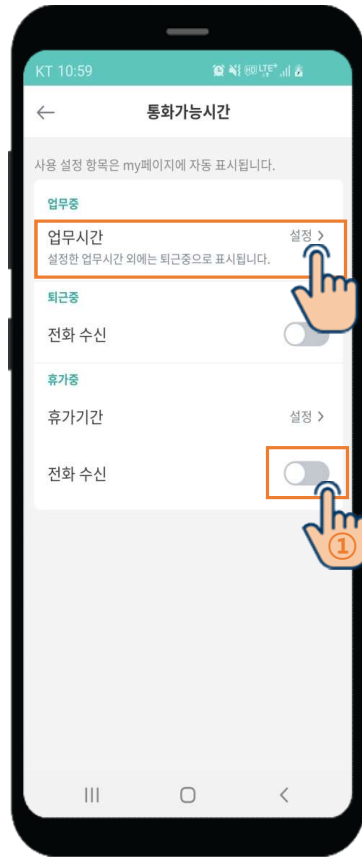 KT 10:59
통화가능시간
사용 설정 항목은 my페이지에 자동 표시됩니다.
업무중
업무시간 설정
설정한 업무시간 외에는 퇴근중으로 표시됩니다.
퇴근중
전화 수신
휴가중
휴가기간 설정
전화 수신
①